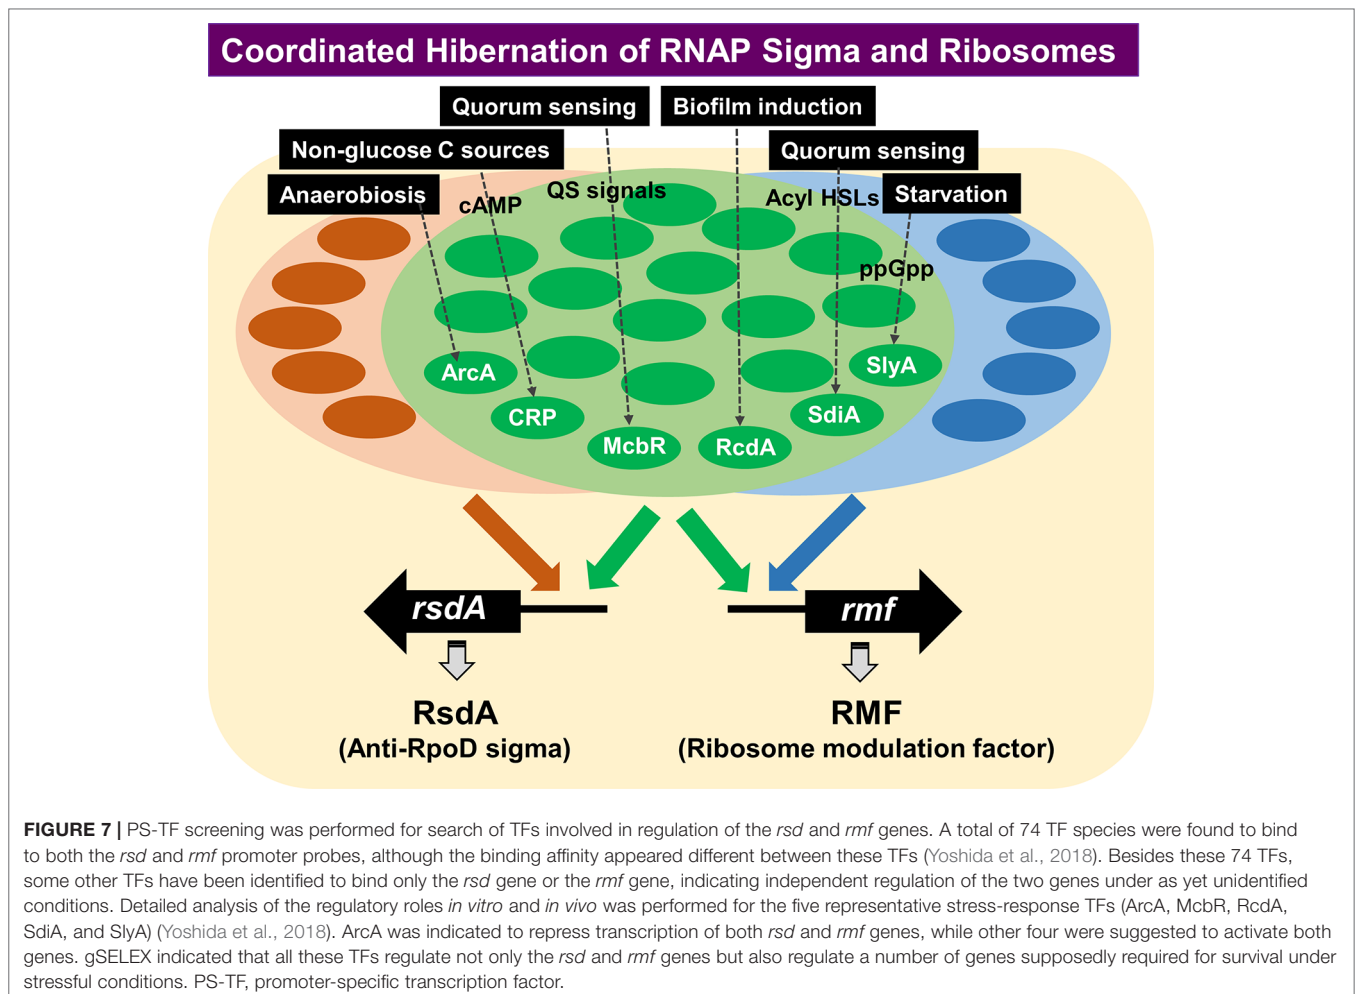 Coordinated Hibernation of RNAP Sigma and Ribosomes
Quorum sensing
Biofilm induction
Non-glucose C sources
Quorum sensing
Anaerobiosis
cAMP
QS signals
Acyl HSLs
Starvation
ppGpp
ArcA
SlyA
CRP
SdiA
McbR
RcdA
rsdA
rmf
RsdA
(Anti-RpoD sigma)
RMF
(Ribosome modulation factor)
FIGURE 7 | PS-TF screening was performed for search of TFs involved in regulation of the rsd and rmf genes. A total of 74 TF species were found to bind
to both the rsd and rmf promoter probes, although the binding affinity appeared different between these TFs (Yoshida et al., 2018). Besides these 74 TFs,
some other TFs have been identified to bind only the rsd gene or the rmf gene, indicating independent regulation of the two genes under as yet unidentified
conditions. Detailed analysis of the regulatory roles in vitro and in vivo was performed for the five representative stress-response TFs (ArcA, McbR, RcdA,
SdiA, and SlyA) (Yoshida et al., 2018). ArcA was indicated to repress transcription of both rsd and rmf genes, while other four were suggested to activate both
genes. gSELEX indicated that all these TFs regulate not only the rsd and rmf genes but also regulate a number of genes supposedly required for survival under
stressful conditions. PS-TF, promoter-specific transcription factor.